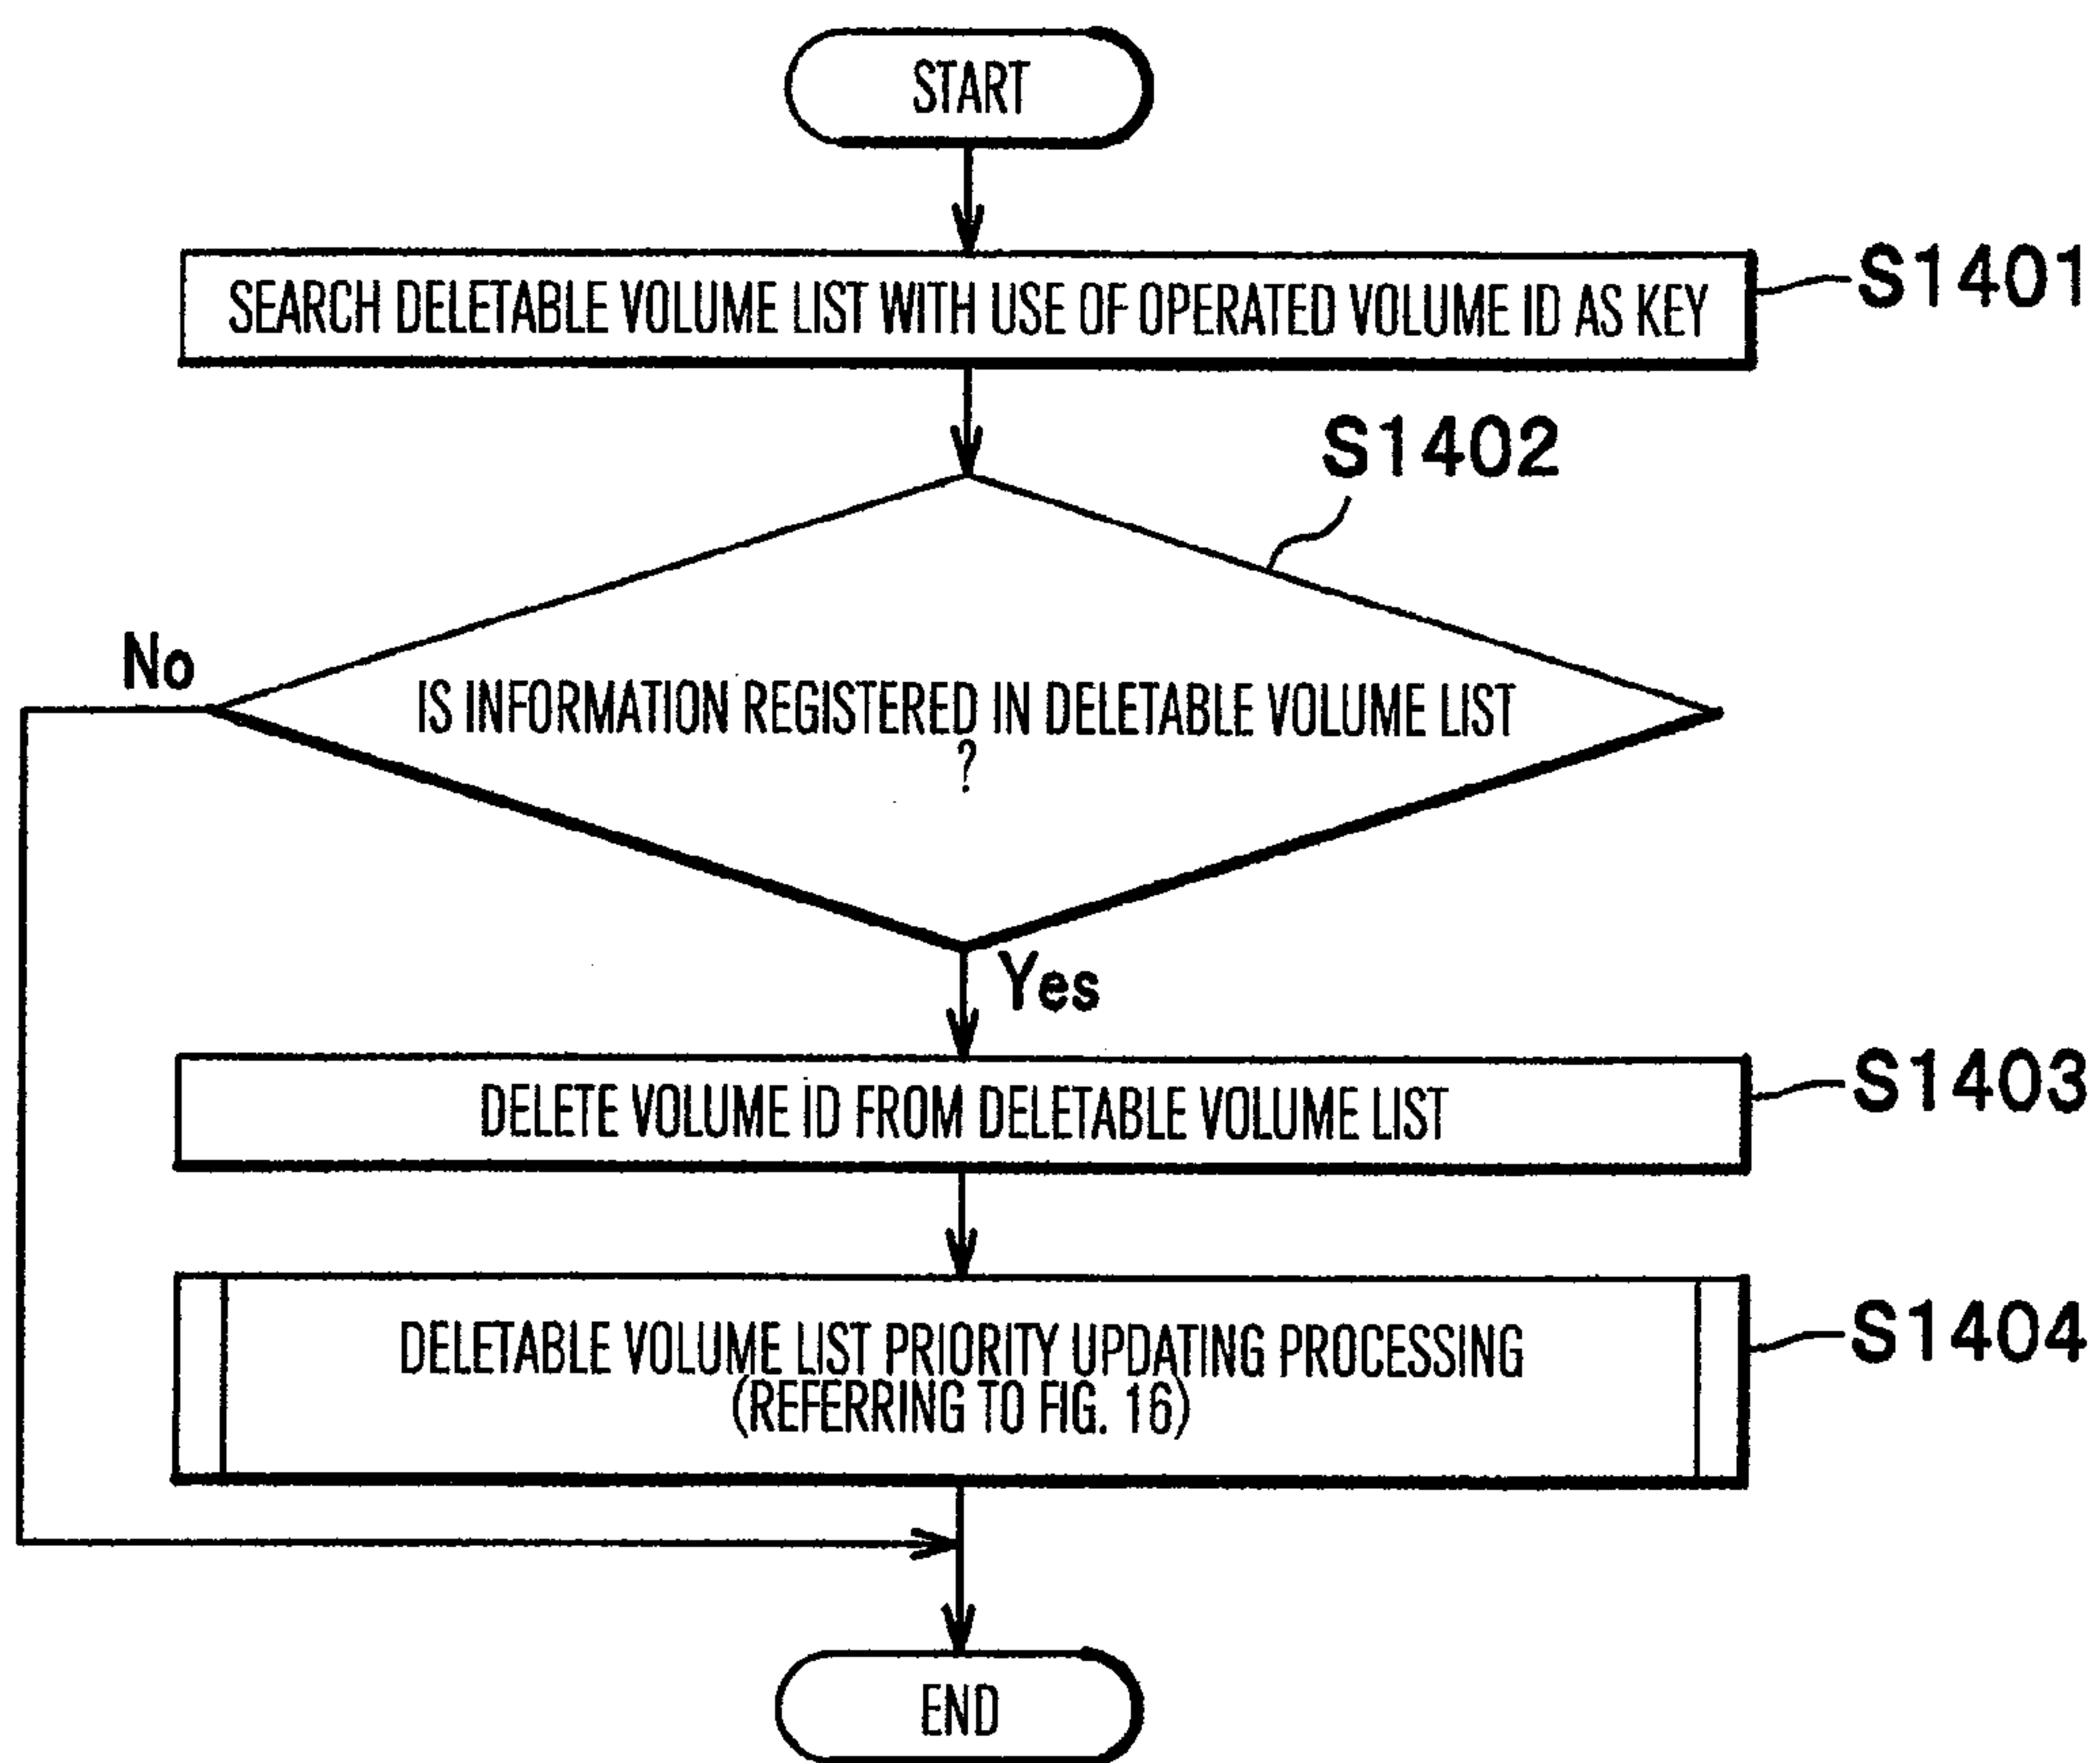 START
SEARCH DELETABLE VOLUME LIST WITH USE OF OPERATED VOLUME ID AS KEY
S1401
S1402
No
IS INFORMATION REGISTERED IN DELETABLE VOLUME LIST
?
Yes
DELETE VOLUME ID FROM DELETABLE VOLUME LIST
S1403
DELETABLE VOLUME LIST PRIORITY UPDATING PROCESSING
(REFERRING TO FIG. 16)
S1404
END